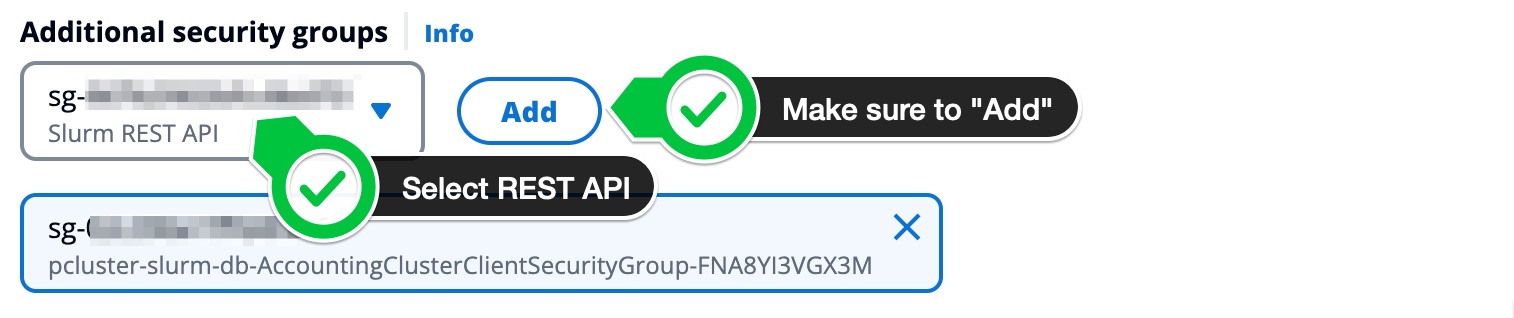 Additional security groups Info
sg-
Slurm REST API
Add
Make sure to "Add"
Select REST API
sg-
pcluster-slurm-db-AccountingClusterClientSecurityGroup-FNA8YI3VGX3M